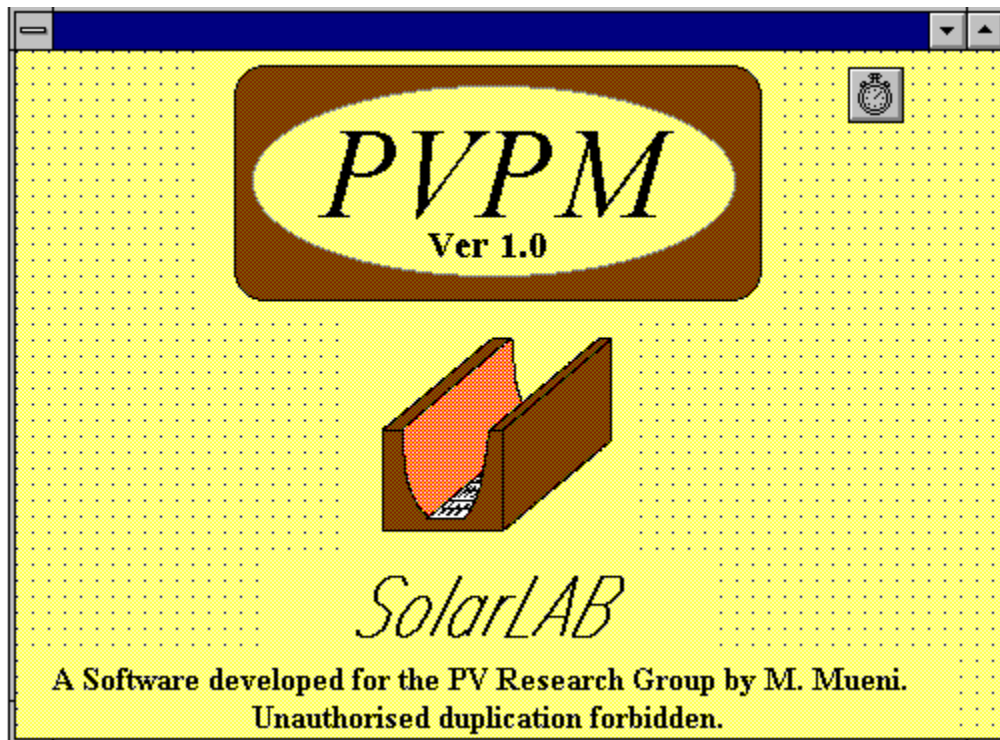 PVPM
Ver 1.0
SolarLAB
A Software developed for the PV Research Group by M. Mueni.
Unauthorised duplication forbidden.